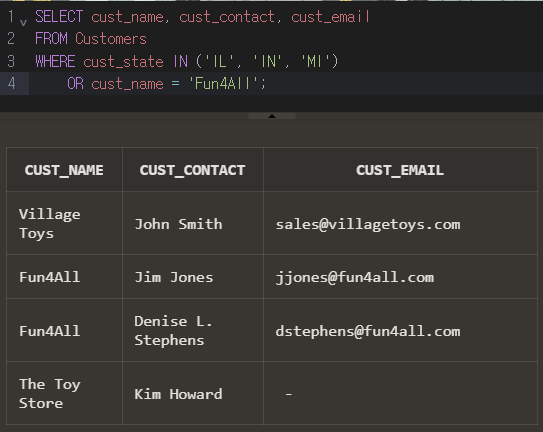 1 SELECT cust_name, cust_contact, cust_email
2 FROM Customers
3 WHERE cust_state IN ('IL', 'IN', 'MI')
4 OR cust_name = 'Fun4All';
CUST_NAME CUST_CONTACT CUST_EMAIL
Village
Toys
John Smith
sales@villagetoys.com
Fun4All Jim Jones jjones@fun4all.com
Fun4All
Denise L.
Stephens
dstephens@fun4all.com
The Toy
Store
Kim Howard
-